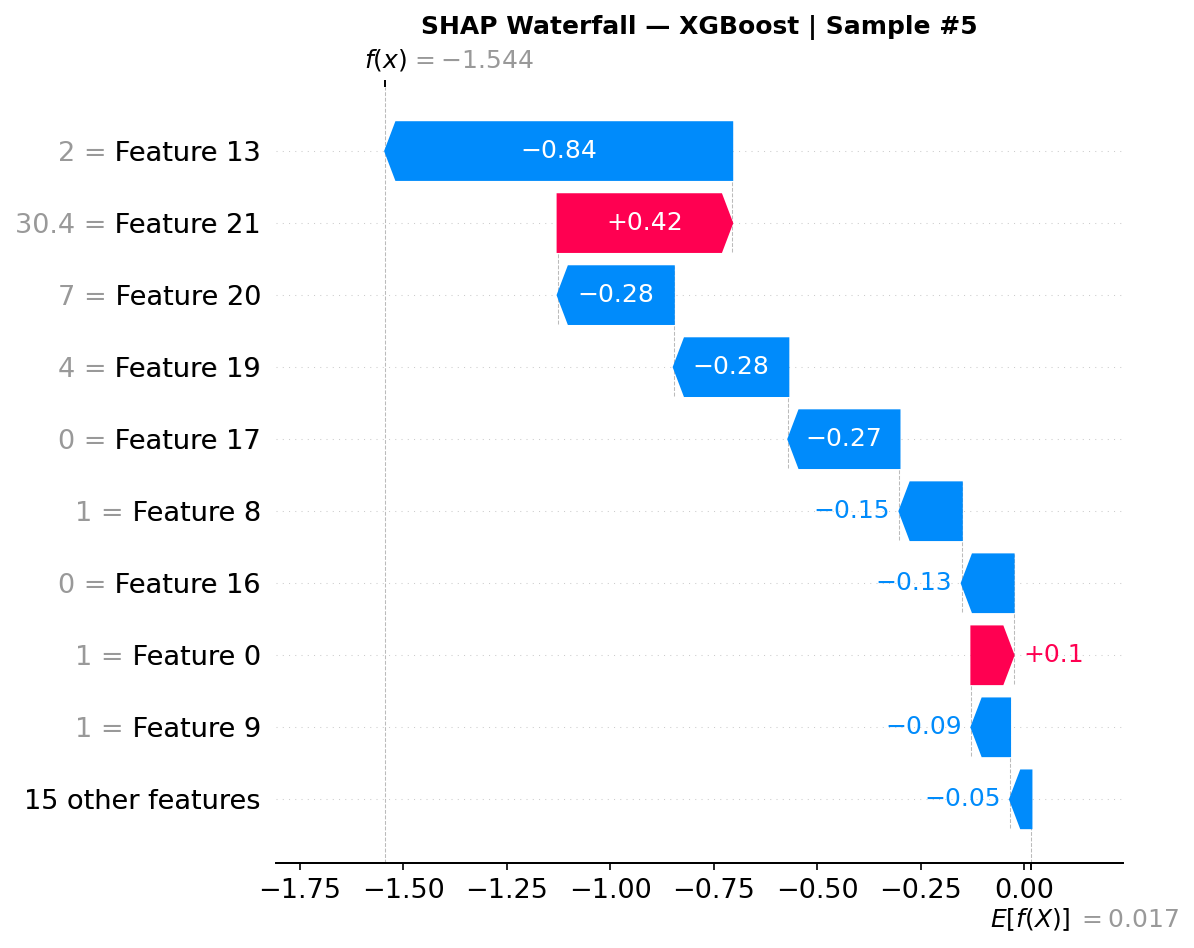 SHAP Waterfall — XGBoost | Sample #5
f(x) = −1.544
2 = Feature 13
−0.84
30.4 = Feature 21
+0.42
7 = Feature 20
−0.28
4 = Feature 19
−0.28
0 = Feature 17
−0.27
1 = Feature 8
−0.15
0 = Feature 16
−0.13
1 = Feature 0
+0.1
1 = Feature 9
−0.09
15 other features
−0.05
−1.75 −1.50 −1.25 −1.00 −0.75 −0.50 −0.25 0.00
E[f(X)] = 0.017